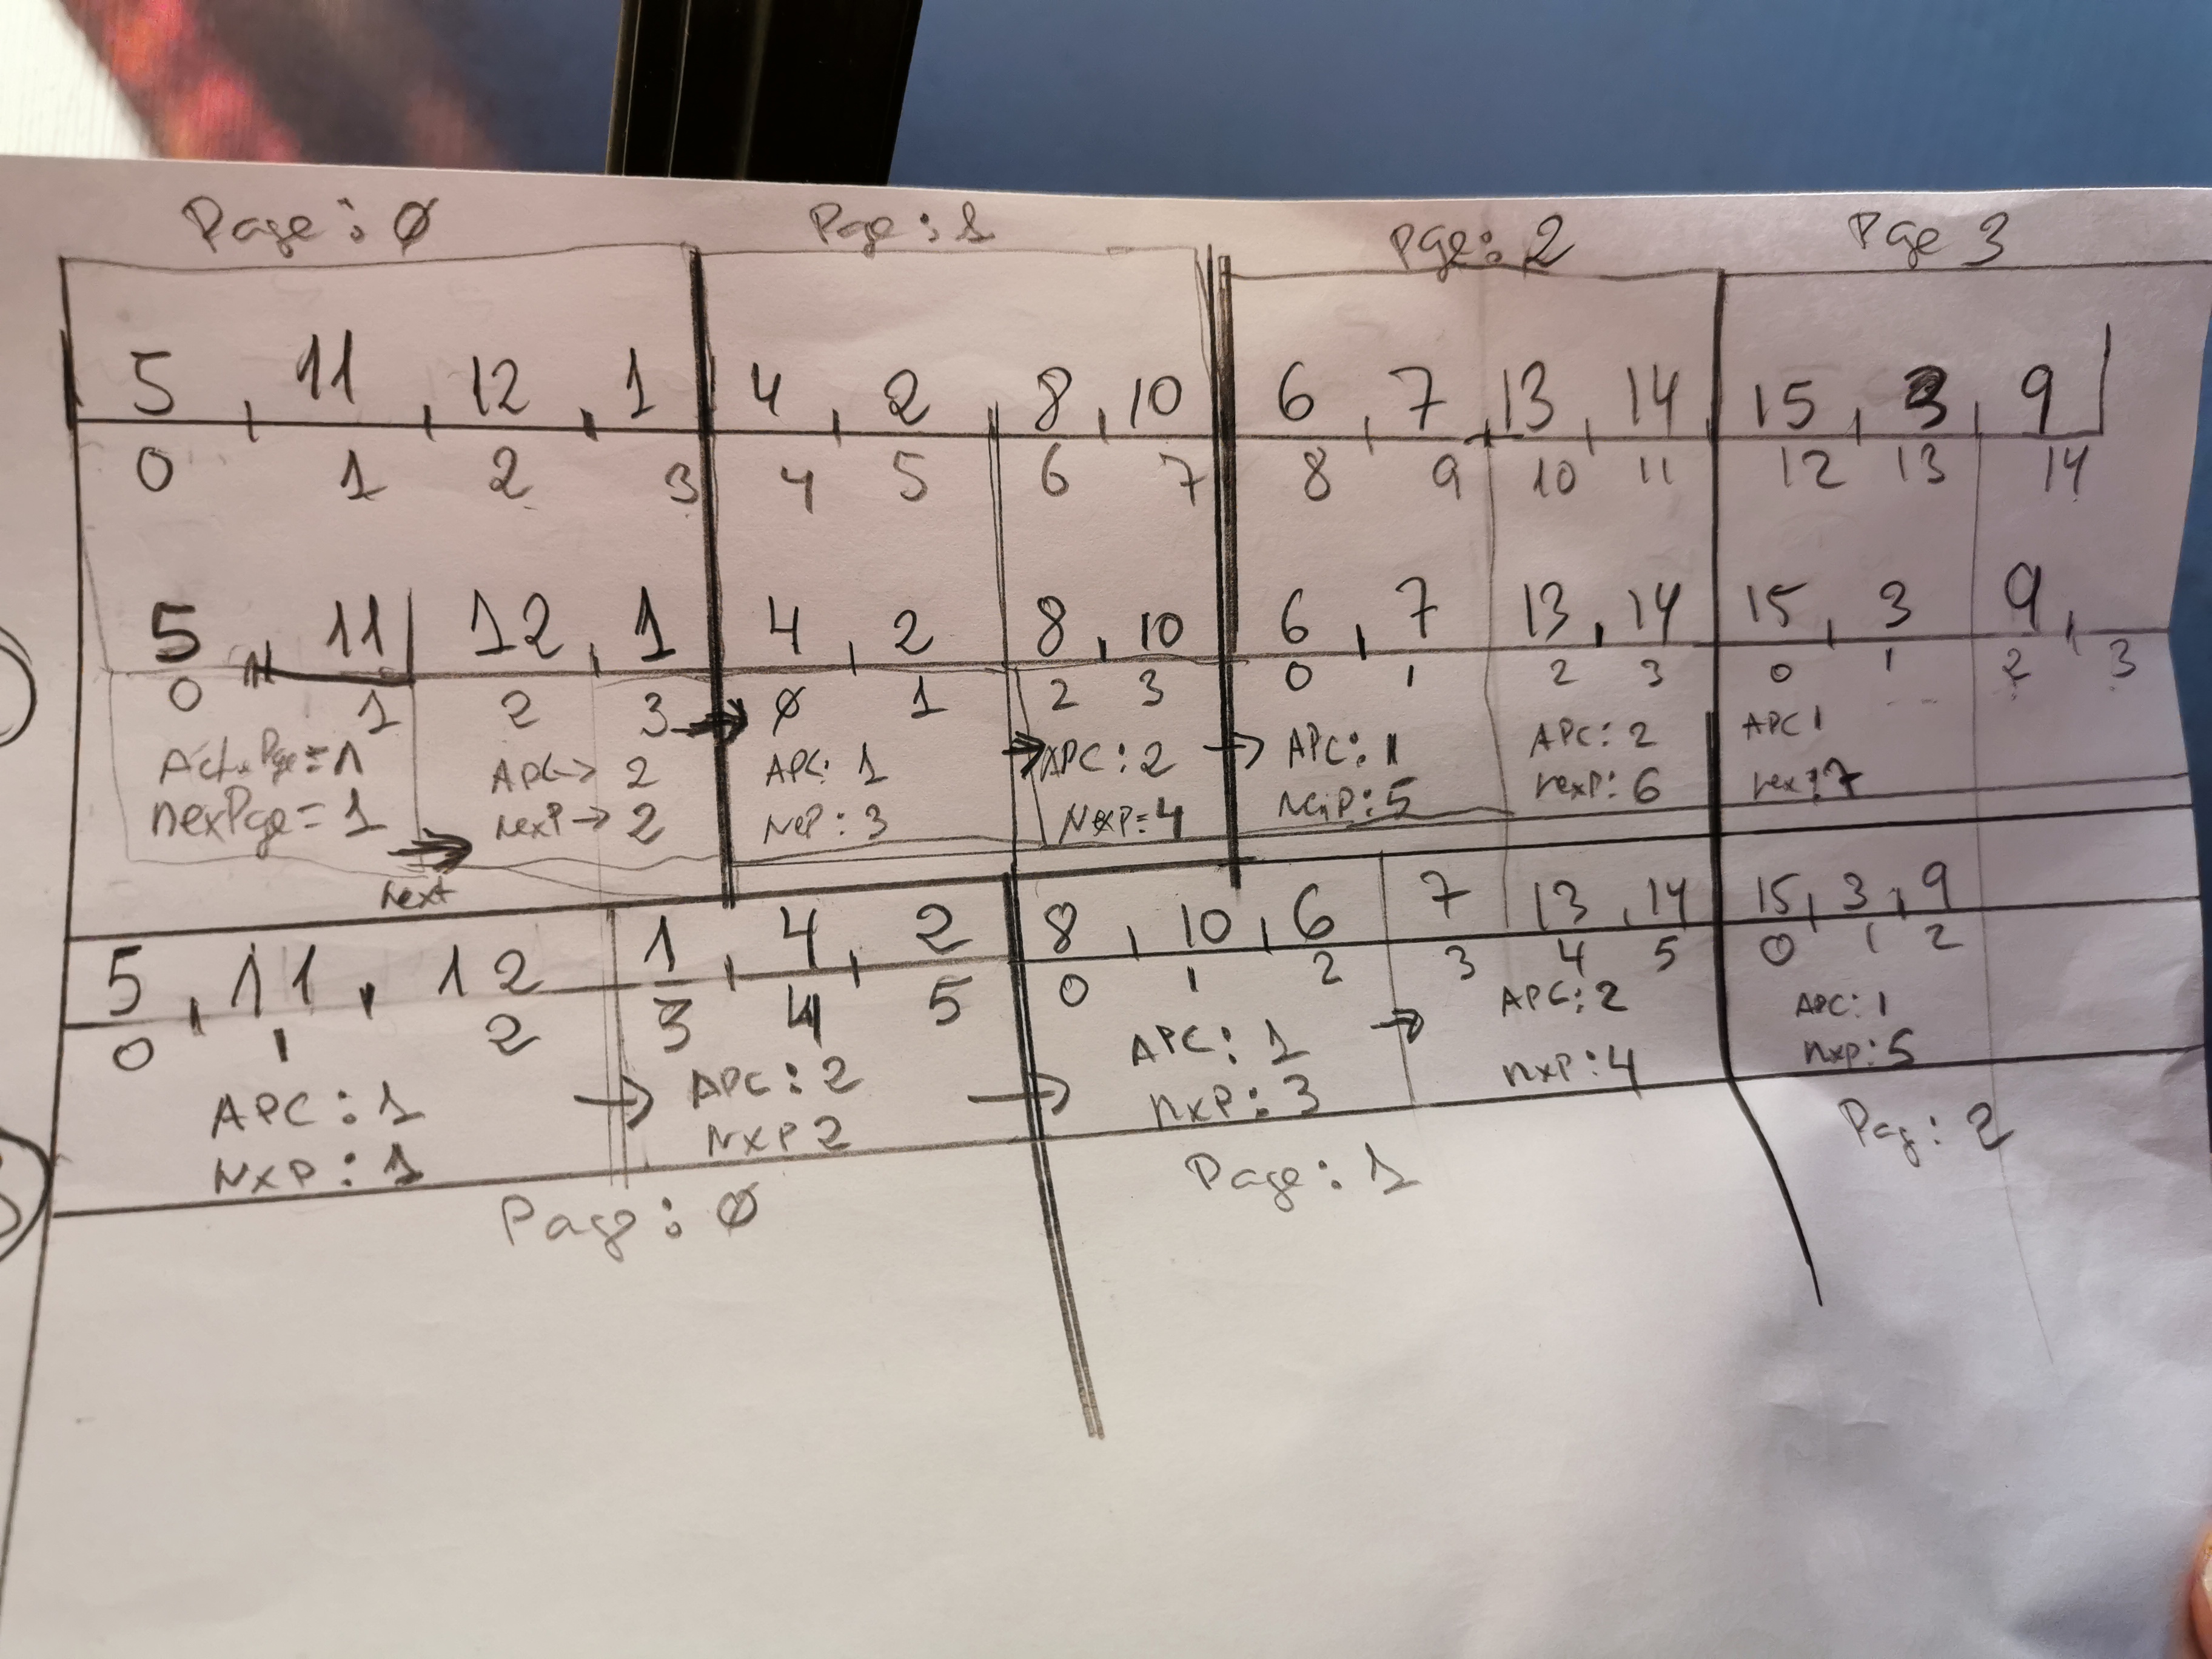 Page: 0 Page: 1 Page: 2 Page 3
5 , 11 , 12 , 1 4 , 2 , 8 , 10 6 , 7 , 13 , 14 15 , 3 , 9
0 1 2 3 4 5 6 7 8 9 10 11 12 13 14
5 , 11 12 , 1 4 , 2 8 , 10 6 , 7 13 , 14 15 , 3 9 ,
0 1 2 3 → 0 1 2 3 0 1 2 3 0 1 2 3
APC: 1 → APC: 2 → APC: 1 APC: 2 APC 1
nexPage = 1 → nexP → 2 NeP: 3 NexP = 4 NexP: 5 nexP: 6 nex: 7
next
5 , 11 , 12 1 , 4 , 2 8 , 10 , 6 7 13 , 14 15 , 3 , 9
0 1 2 3 4 5 0 1 2 3 4 5 0 1 2
APC: 1 → APC: 2 → APC: 1 → APC: 2 APC: 1
NXP: 1 NXP 2 NXP: 3 NXP: 4 NXP: 5
Page: 0 Page: 1 Pag: 2